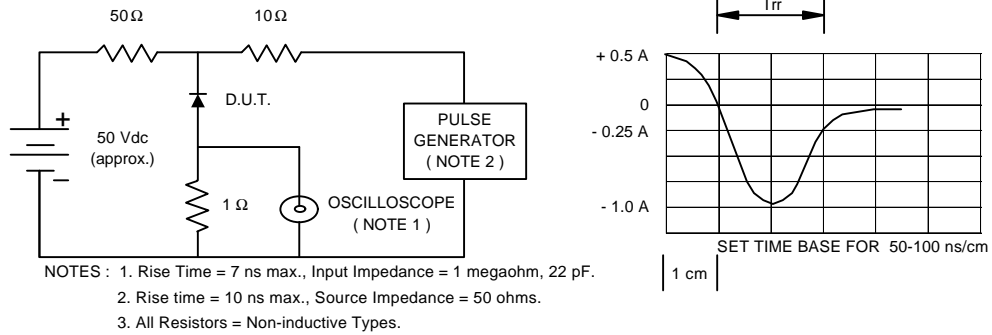 50 Ω
10 Ω
Trr
+ 0.5 A
0
- 0.25 A
- 1.0 A
D.U.T.
+
50 Vdc
(approx.)
−
PULSE
GENERATOR
( NOTE 2 )
1 Ω
OSCILLOSCOPE
( NOTE 1 )
SET TIME BASE FOR 50-100 ns/cm
1 cm
NOTES : 1. Rise Time = 7 ns max., Input Impedance = 1 megaohm, 22 pF.
2. Rise time = 10 ns max., Source Impedance = 50 ohms.
3. All Resistors = Non-inductive Types.